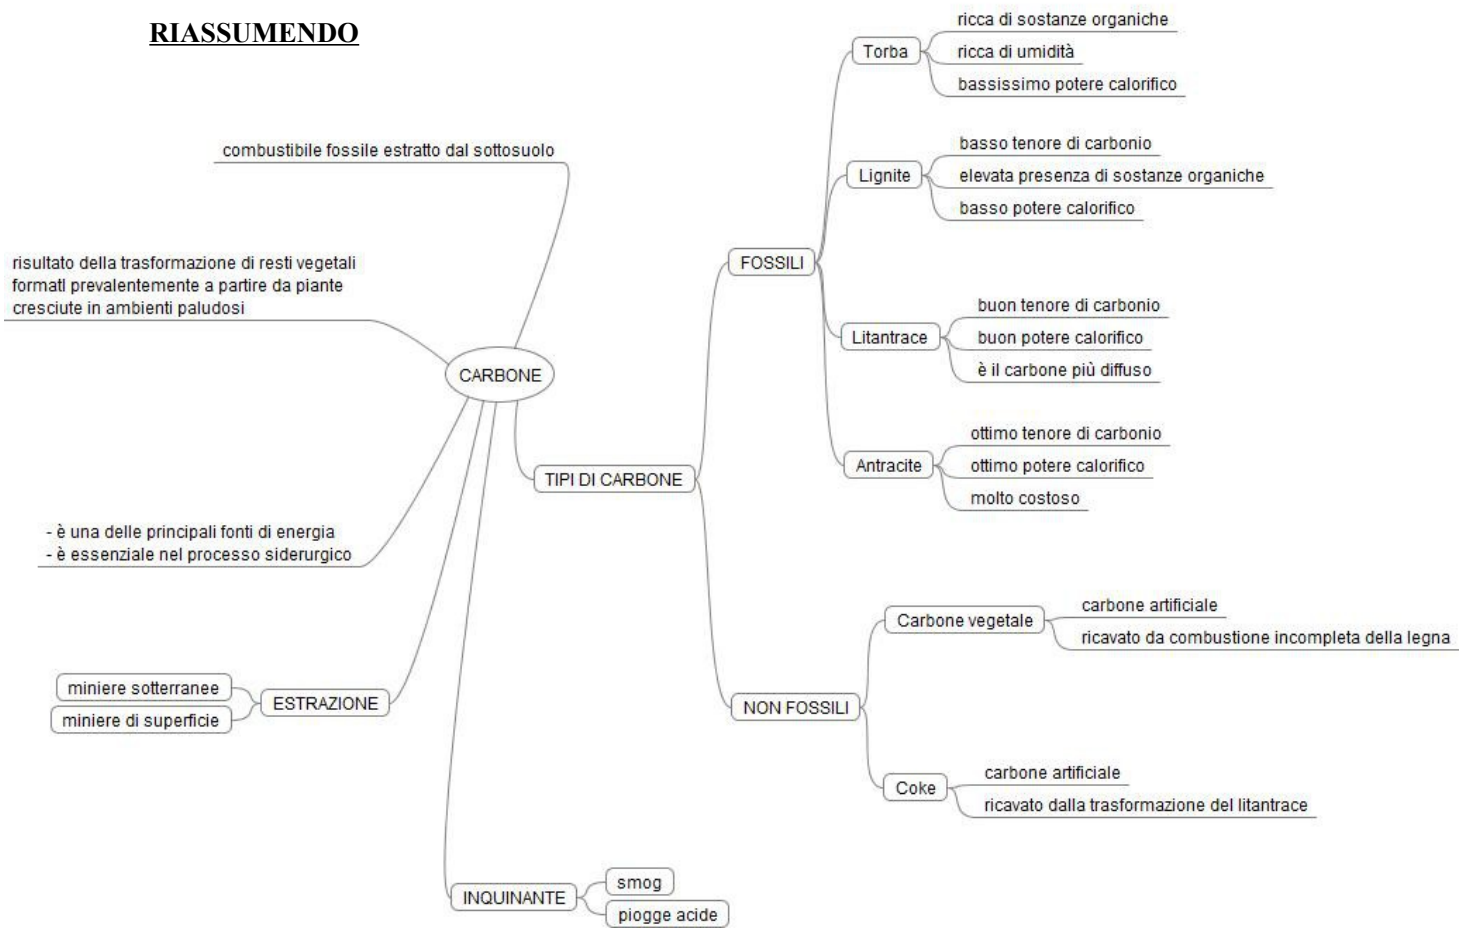 RIASSUMENDO
combustibile fossile estratto dal sottosuolo
risultato della trasformazione di resti vegetali
formatI prevalentemente a partire da piante
cresciute in ambienti paludosi
CARBONE
- è una delle principali fonti di energia
- è essenziale nel processo siderurgico
ESTRAZIONE
miniere sotterranee
miniere di superficie
INQUINANTE
smog
piogge acide
TIPI DI CARBONE
FOSSILI
Torba
ricca di sostanze organiche
ricca di umidità
bassissimo potere calorifico
Lignite
basso tenore di carbonio
elevata presenza di sostanze organiche
basso potere calorifico
Litantrace
buon tenore di carbonio
buon potere calorifico
è il carbone più diffuso
Antracite
ottimo tenore di carbonio
ottimo potere calorifico
molto costoso
NON FOSSILI
Carbone vegetale
carbone artificiale
ricavato da combustione incompleta della legna
Coke
carbone artificiale
ricavato dalla trasformazione del litantrace